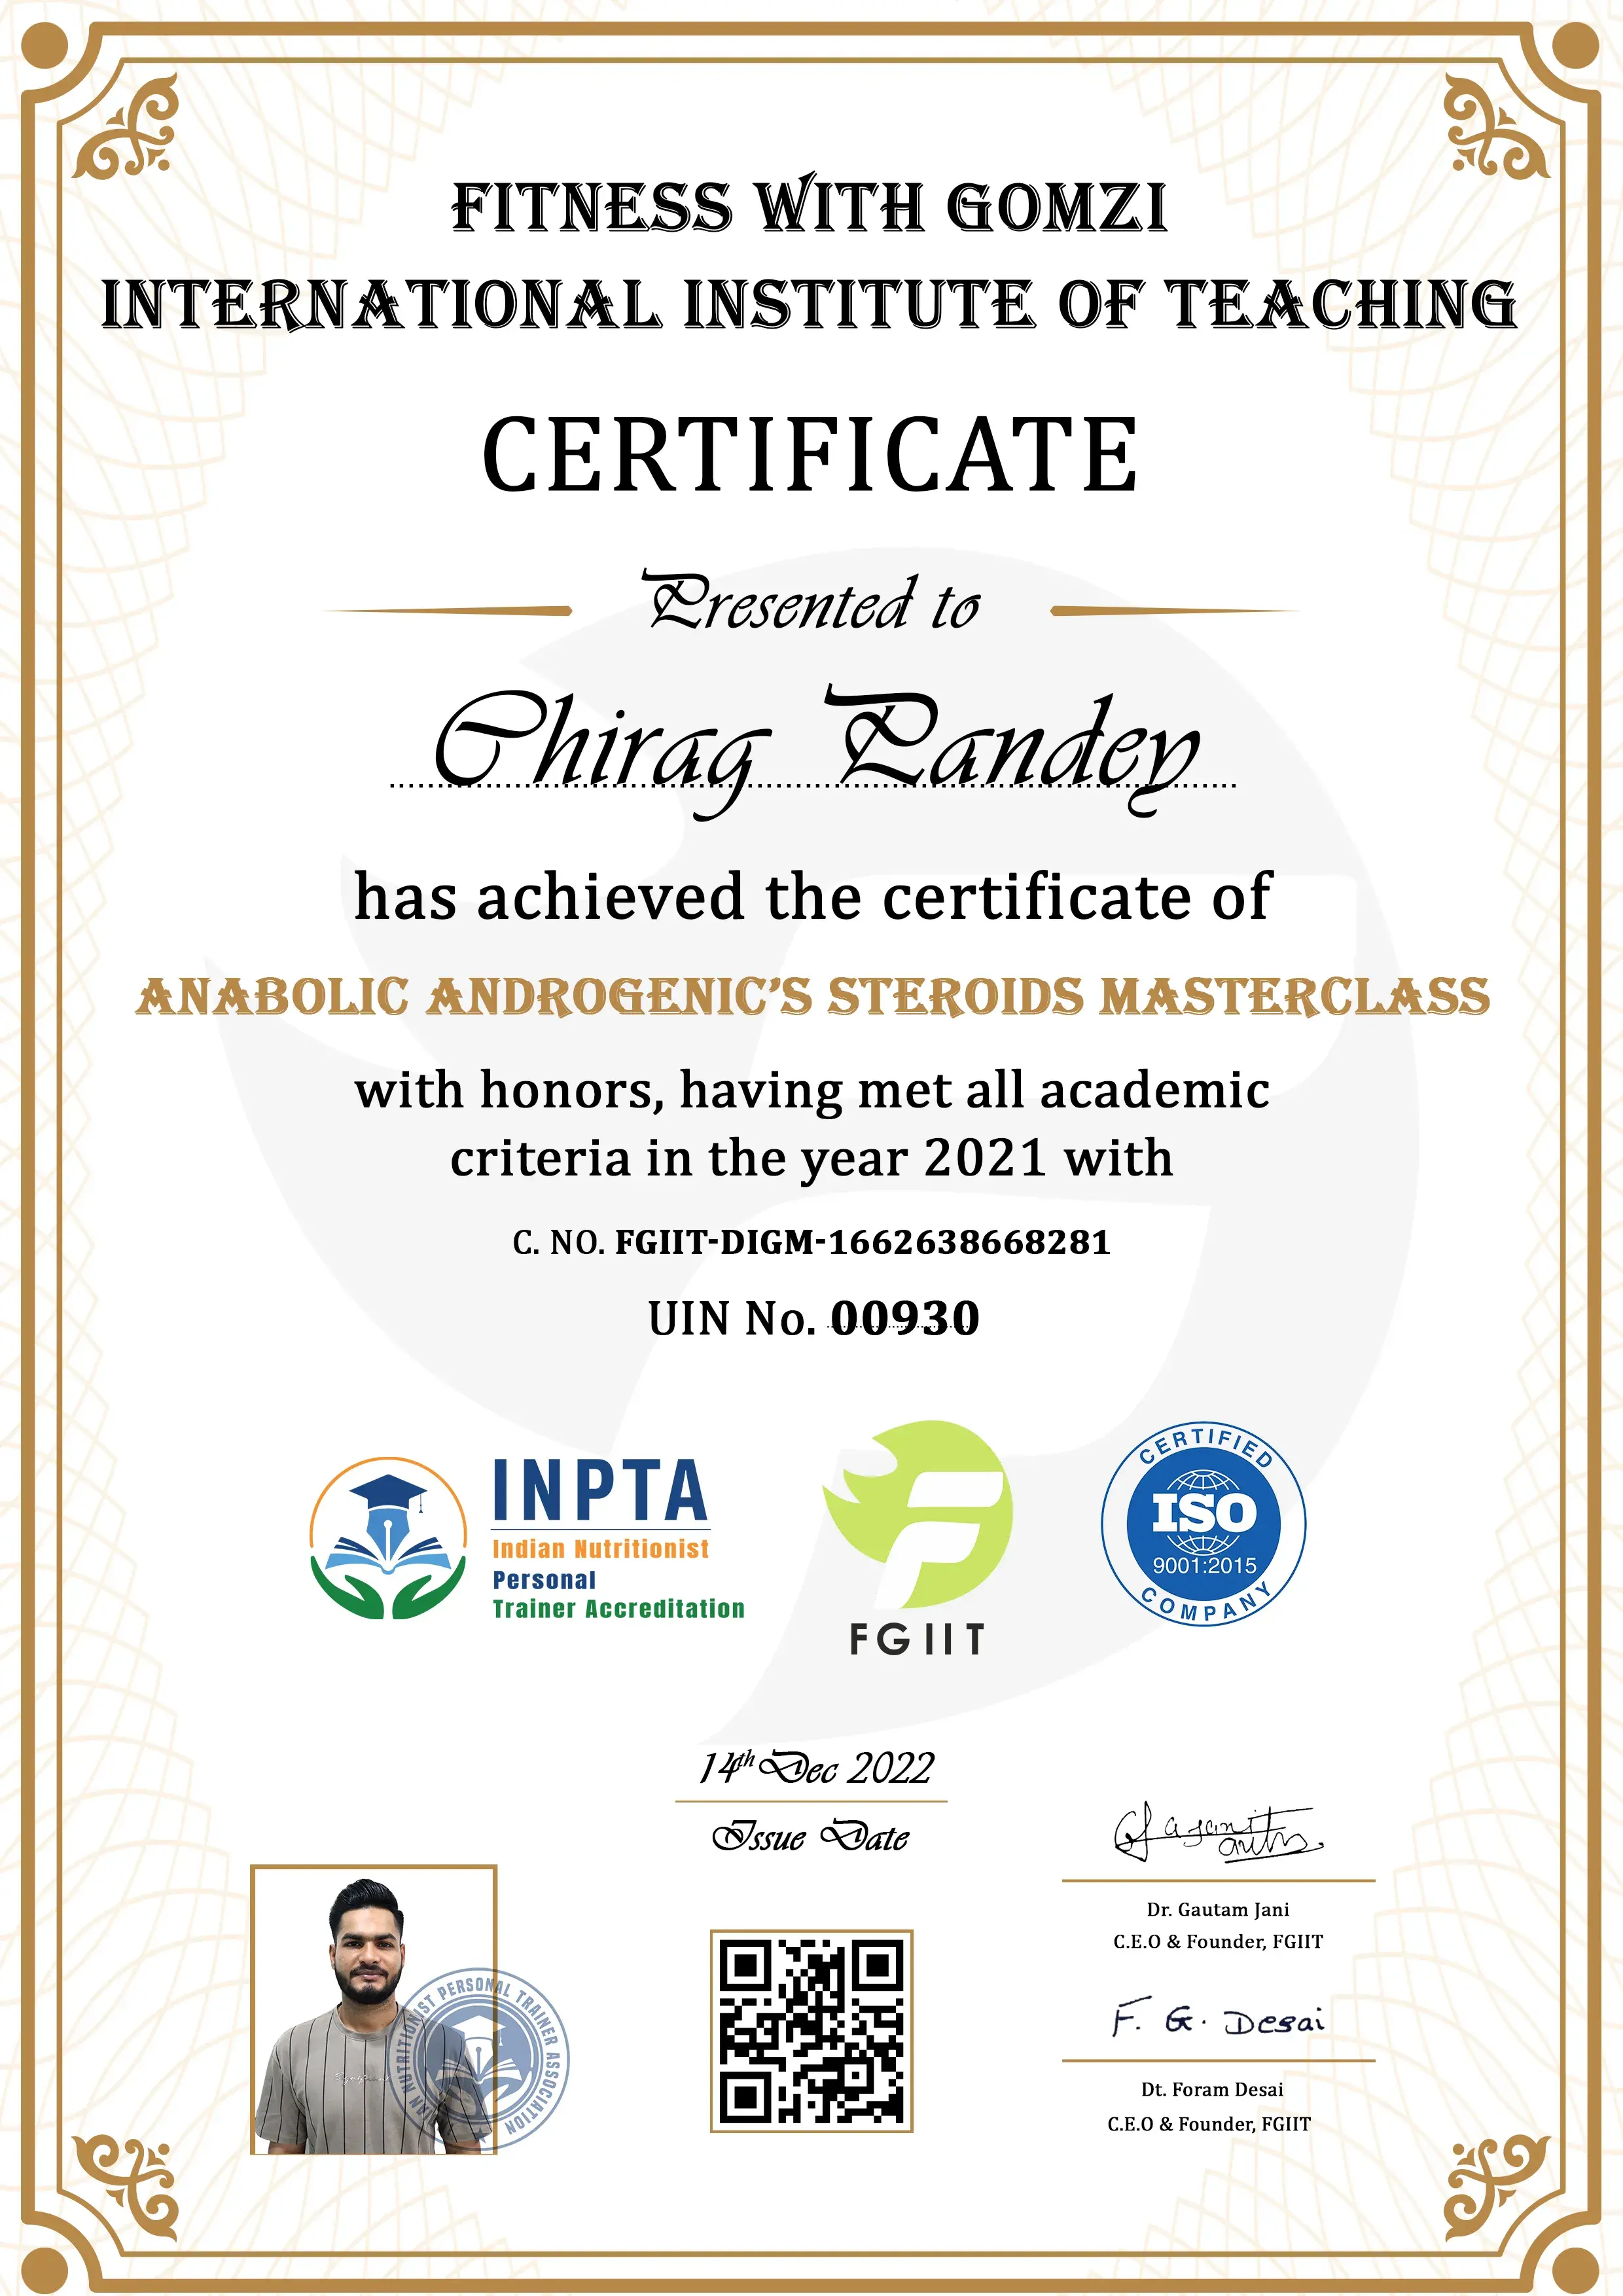 FITNESS WITH GOMZI
INTERNATIONAL INSTITUTE OF TEACHING
CERTIFICATE
Presented to
Chirag Pandey
has achieved the certificate of
ANABOLIC ANDROGENIC'S STEROIDS MASTERCLASS
with honors, having met all academic
criteria in the year 2021 with
C. NO. FGIIT-DIGM-1662638668281
UIN No. 00930
INPTA
Indian Nutritionist
Personal
Trainer Accreditation
FGIIT
CERTIFIED
ISO
9001:2015
COMPANY
14th Dec 2022
Issue Date
Dr. Gautam Jani
C.E.O & Founder, FGIIT
F. G. Desai
Dt. Foram Desai
C.E.O & Founder, FGIIT
NUTRITIONIST PERSONAL TRAINER ASSOCIATION